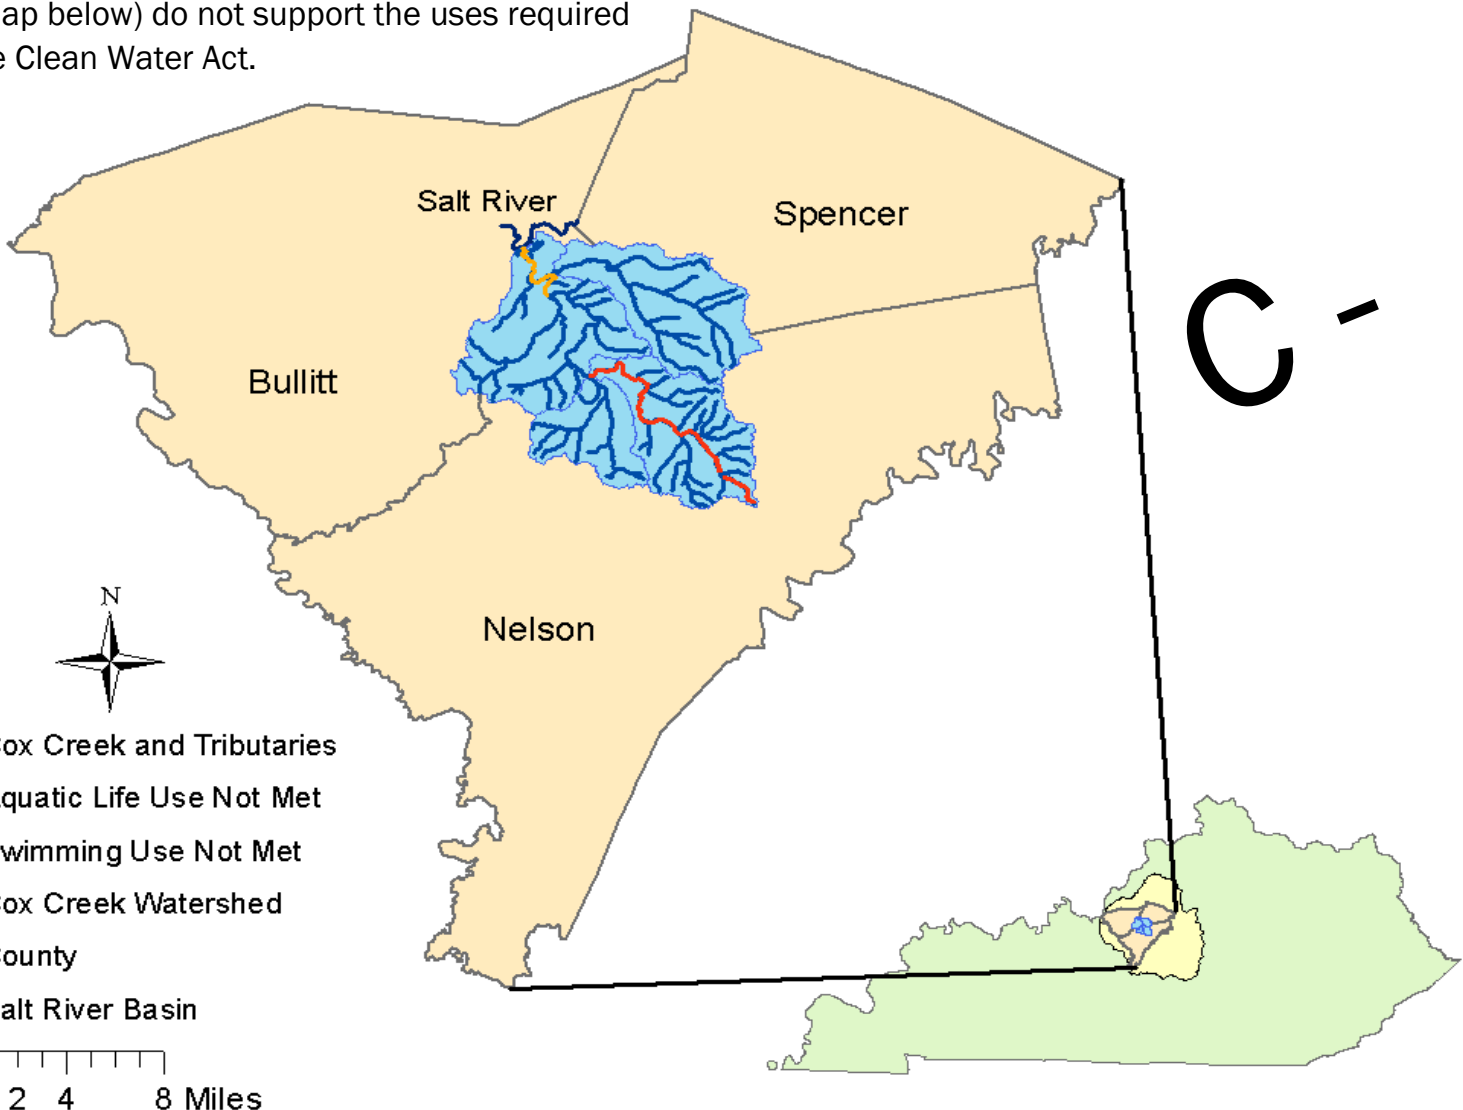 ap below) do not support the uses required
e Clean Water Act.
Salt River
Spencer
C -
Bullitt
Nelson
N
ox Creek and Tributaries
quatic Life Use Not Met
wimming Use Not Met
ox Creek Watershed
ounty
alt River Basin
2 4 8 Miles